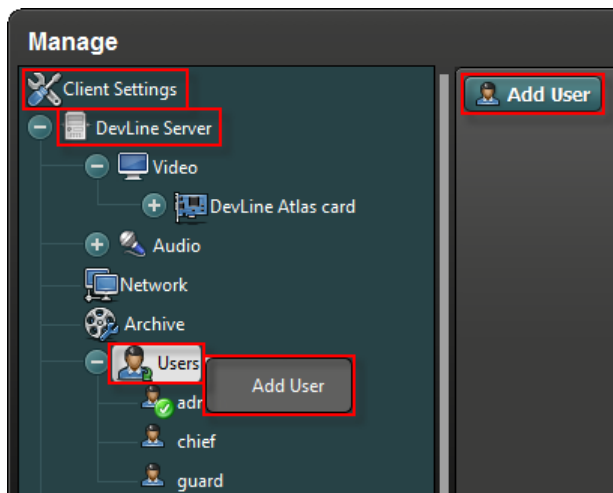 Manage
Client Settings
Add User
DevLine Server
Video
DevLine Atlas card
Audio
Network
Archive
Users
Add User
adr
chief
guard